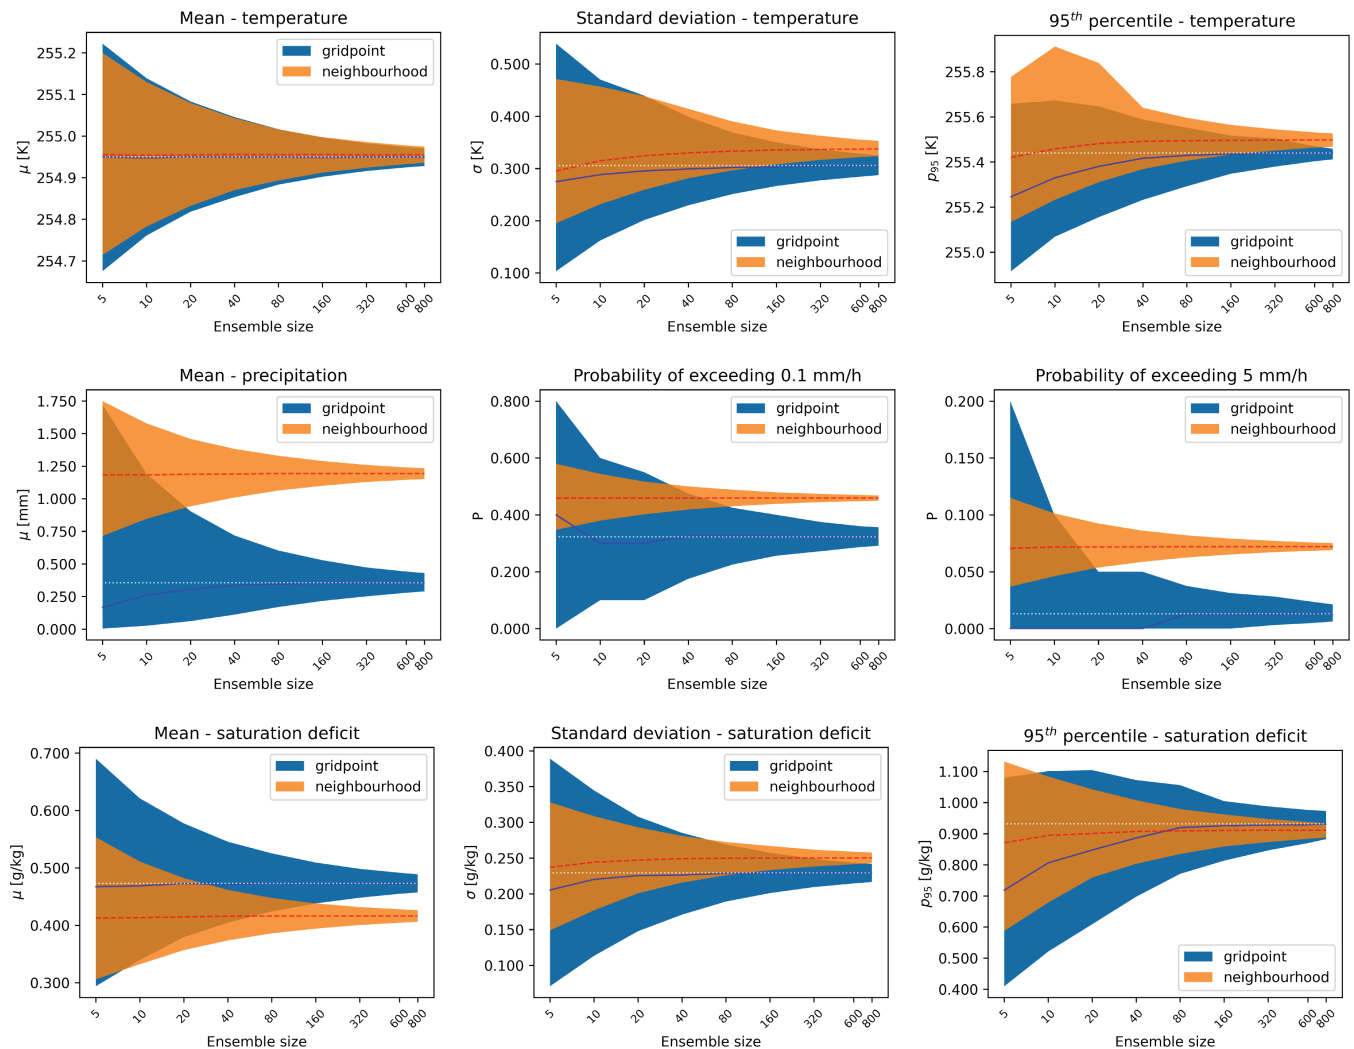 Mean - temperature
255.2
255.1
255.0
254.9
254.8
254.7
μ [K]
gridpoint
neighbourhood
5 10 20 40 80 160 320 600 800
Ensemble size
Standard deviation - temperature
0.500
0.400
0.300
0.200
0.100
σ [K]
gridpoint
neighbourhood
5 10 20 40 80 160 320 600 800
Ensemble size
95th percentile - temperature
255.8
255.6
255.4
255.2
255.0
p95 [K]
gridpoint
neighbourhood
5 10 20 40 80 160 320 600 800
Ensemble size
Mean - precipitation
1.750
1.500
1.250
1.000
0.750
0.500
0.250
0.000
μ [mm]
gridpoint
neighbourhood
5 10 20 40 80 160 320 600 800
Ensemble size
Probability of exceeding 0.1 mm/h
0.800
0.600
0.400
0.200
0.000
P
gridpoint
neighbourhood
5 10 20 40 80 160 320 600 800
Ensemble size
Probability of exceeding 5 mm/h
0.200
0.150
0.100
0.050
0.000
P
gridpoint
neighbourhood
5 10 20 40 80 160 320 600 800
Ensemble size
Mean - saturation deficit
0.700
0.600
0.500
0.400
0.300
μ [g/kg]
gridpoint
neighbourhood
5 10 20 40 80 160 320 600 800
Ensemble size
Standard deviation - saturation deficit
0.400
0.350
0.300
0.250
0.200
0.150
0.100
σ [g/kg]
gridpoint
neighbourhood
5 10 20 40 80 160 320 600 800
Ensemble size
95th percentile - saturation deficit
1.100
1.000
0.900
0.800
0.700
0.600
0.500
0.400
p95 [g/kg]
gridpoint
neighbourhood
5 10 20 40 80 160 320 600 800
Ensemble size